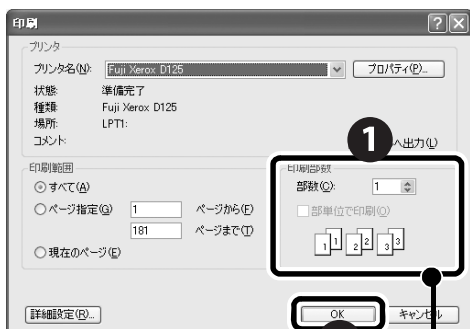 印刷
プリンタ
プリンタ名(N): Fuji Xerox D125 プロパティ(P)...
状態: 準備完了
種類: Fuji Xerox D125
場所: LPT1:
コメント: へ出力(L)
1
印刷範囲
すべて(A)
ページ指定(G) 1 ページから(F)
181 ページまで(T)
現在のページ(E)
印刷部数
部数(C): 1
部単位で印刷(O)
1 1 2 2 3 3
詳細設定(R)... OK キャンセル